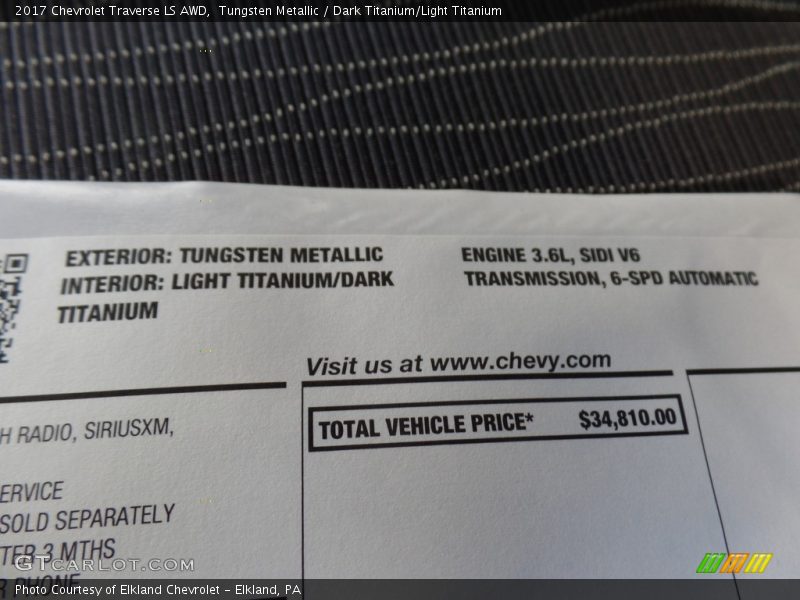 2017 Chevrolet Traverse LS AWD,  Tungsten Metallic / Dark Titanium/Light Titanium
EXTERIOR: TUNGSTEN METALLIC
INTERIOR: LIGHT TITANIUM/DARK
TITANIUM
ENGINE 3.6L, SIDI V6
TRANSMISSION, 6-SPD AUTOMATIC
Visit us at www.chevy.com
TOTAL VEHICLE PRICE* $34,810.00
H RADIO, SIRIUSXM,
ERVICE
SOLD SEPARATELY
TER 3 MTHS
R PHONE
GTCarLot.com
Photo Courtesy of Elkland Chevrolet - Elkland, PA